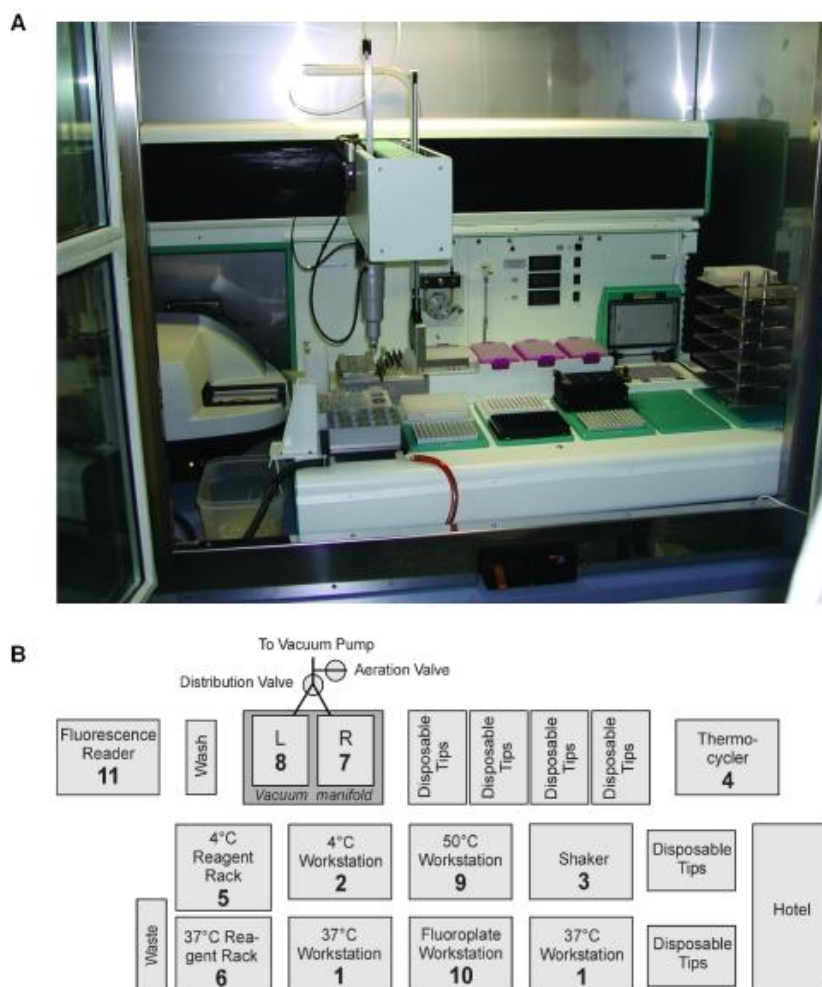 A
B
To Vacuum Pump
Aeration Valve
Distribution Valve
Fluorescence
Reader
11
Wash
L
8
R
7
Vacuum manifold
Disposable
Tips
Disposable
Tips
Disposable
Tips
Disposable
Tips
Thermo-
cycler
4
4°C
Reagent
Rack
5
4°C
Workstation
2
50°C
Workstation
9
Shaker
3
Disposable
Tips
Hotel
Waste
37°C Rea-
gent Rack
6
37°C
Workstation
1
Fluoroplate
Workstation
10
37°C
Workstation
1
Disposable
Tips